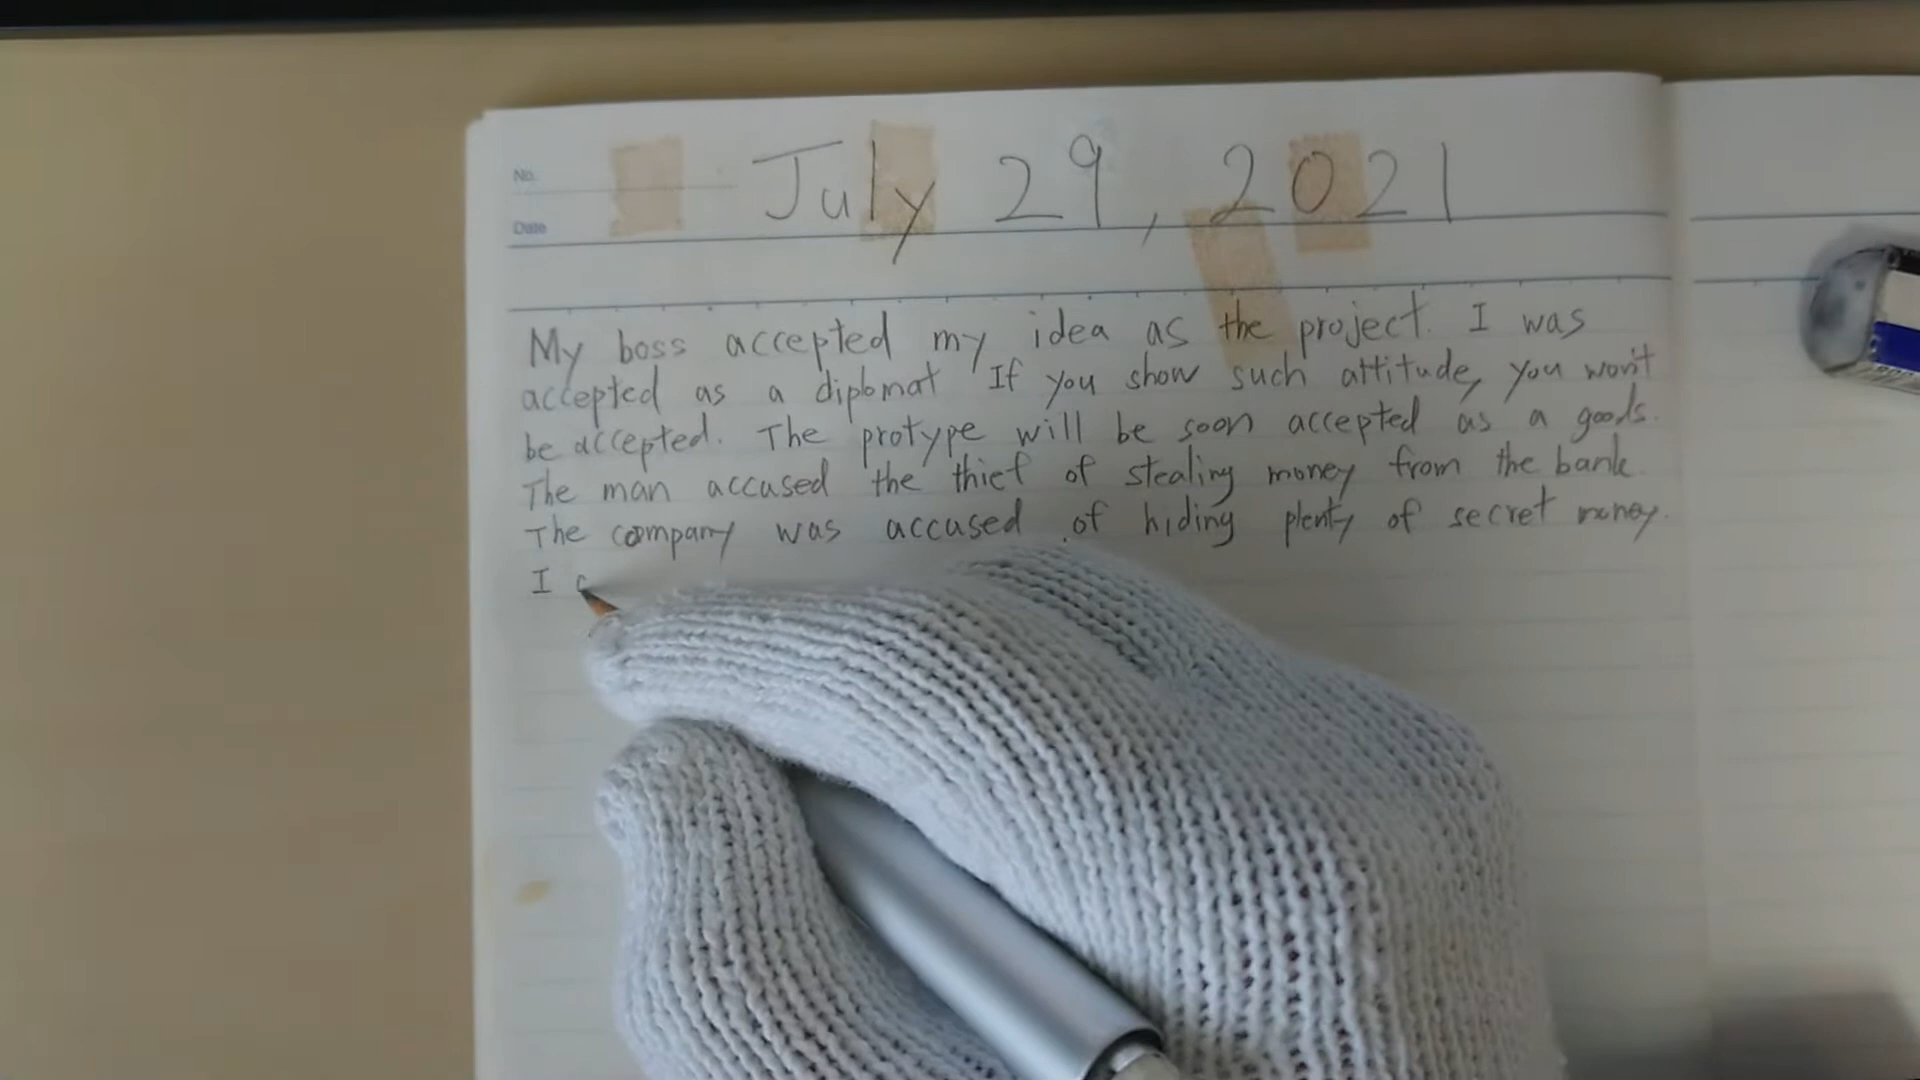 No.
Date
July 29, 2021
My boss accepted my idea as the project. I was
accepted as a diplomat If you show such attitude, you won't
be accepted. The protype will be soon accepted as a goods.
The man accused the thief of stealing money from the bank.
The company was accused of hiding plenty of secret money.
I